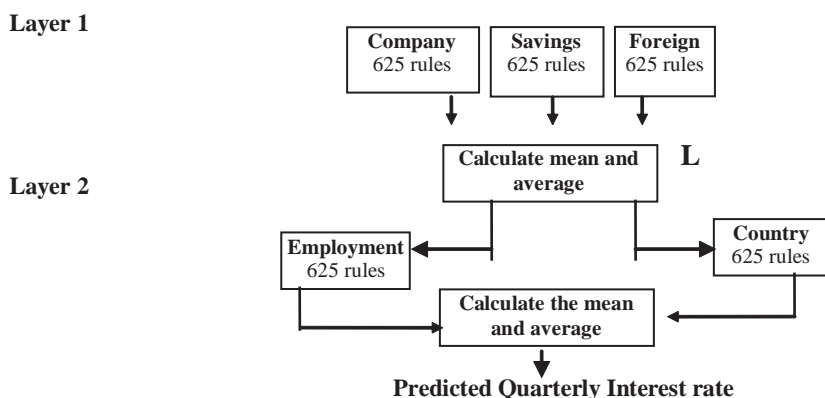 Layer 1
Company
625 rules
Savings
625 rules
Foreign
625 rules
Calculate mean and
average
L
Layer 2
Employment
625 rules
Country
625 rules
Calculate the mean
and average
Predicted Quarterly Interest rate